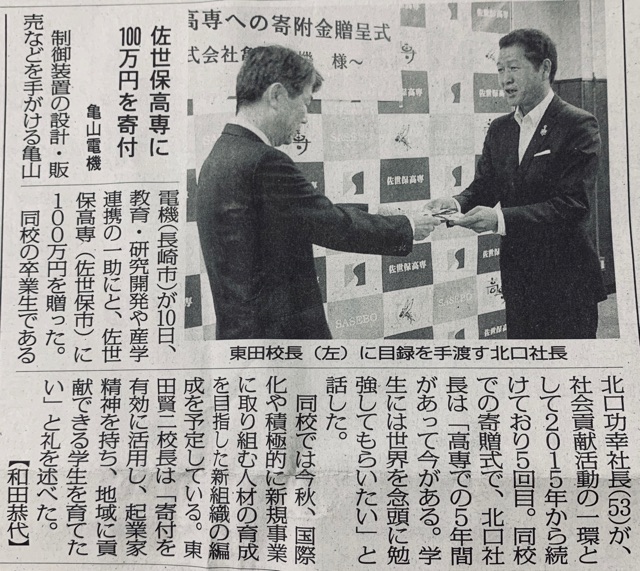 佐世保高専に
100万円を寄付
亀山電機
制御装置の設計・販
売などを手がける亀山
電機(長崎市)が10日、
教育・研究開発や産学
連携の一助にと、佐世
保高専(佐世保市)に
100万円を贈った。
同校の卒業生である
北口功幸社長(53)が、
社会貢献活動の一環と
して2015年から続
けており5回目。同校
での寄贈式で、北口社
長は「高専での5年間
があって今がある。学
生には世界を念頭に勉
強してもらいたい」と
話した。
同校では今秋、国際
化や積極的に新規事業
に取り組む人材の育成
を目指した新組織の編
成を予定している。東
田賢二校長は「寄付を
有効に活用し、起業家
精神を持ち、地域に貢
献できる学生を育てた
い」と礼を述べた。
【和田恭代】
高専への寄附金贈呈式
式会社亀
機 様〜
佐世保高専
佐世保高専
佐世保高専
SASEBO
東田校長(左)に目録を手渡す北口社長